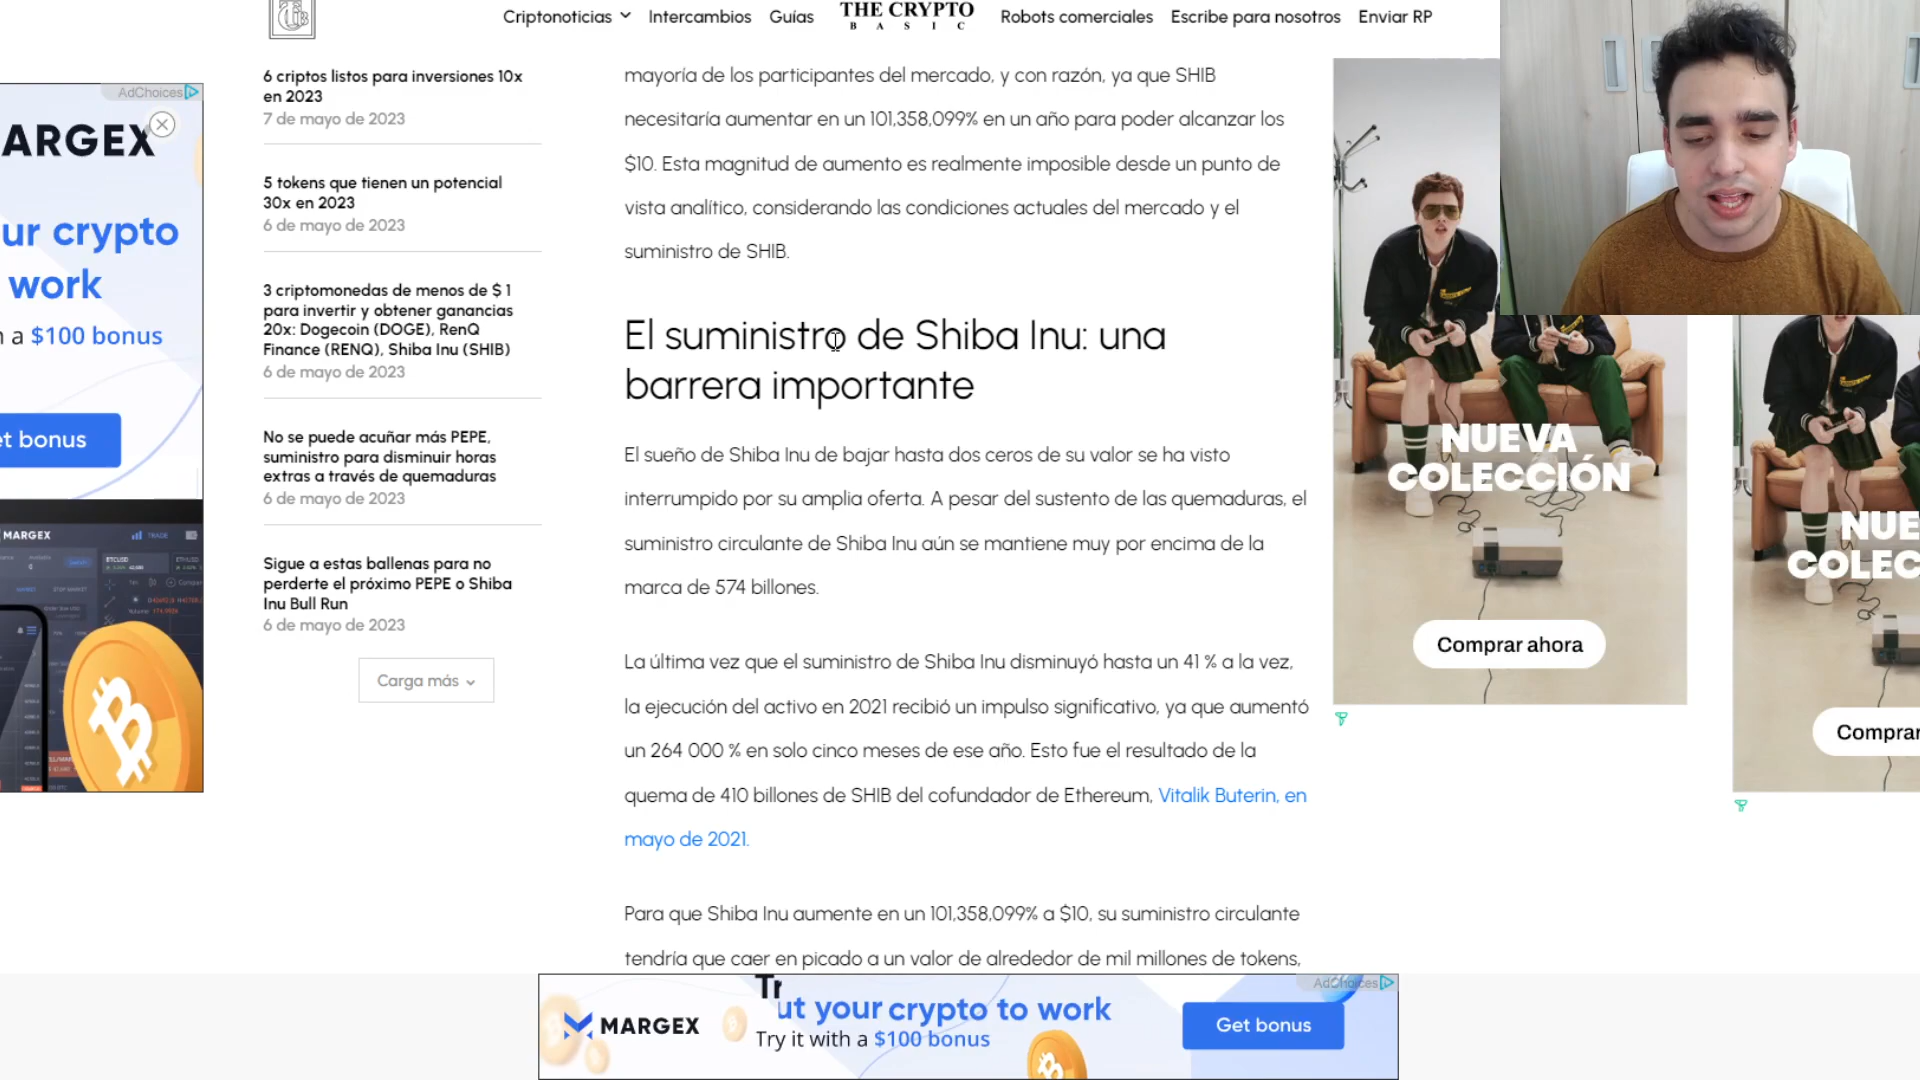 Criptonoticias
Intercambios
Guías
THE CRYPTO
BASIC
Robots comerciales
Escribe para nosotros
Enviar RP
AdChoices
ARGEX
ur crypto
work
a $100 bonus
et bonus
MARGEX
TRADE
6 criptos listos para inversiones 10x
en 2023
7 de mayo de 2023
5 tokens que tienen un potencial
30x en 2023
6 de mayo de 2023
3 criptomonedas de menos de $ 1
para invertir y obtener ganancias
20x: Dogecoin (DOGE), RenQ
Finance (RENQ), Shiba Inu (SHIB)
6 de mayo de 2023
No se puede acuñar más PEPE,
suministro para disminuir horas
extras a través de quemaduras
6 de mayo de 2023
Sigue a estas ballenas para no
perderte el próximo PEPE o Shiba
Inu Bull Run
6 de mayo de 2023
Carga más
mayoría de los participantes del mercado, y con razón, ya que SHIB
necesitaría aumentar en un 101,358,099% en un año para poder alcanzar los
$10. Esta magnitud de aumento es realmente imposible desde un punto de
vista analítico, considerando las condiciones actuales del mercado y el
suministro de SHIB.
El suministro de Shiba Inu: una
barrera importante
El sueño de Shiba Inu de bajar hasta dos ceros de su valor se ha visto
interrumpido por su amplia oferta. A pesar del sustento de las quemaduras, el
suministro circulante de Shiba Inu aún se mantiene muy por encima de la
marca de 574 billones.
La última vez que el suministro de Shiba Inu disminuyó hasta un 41 % a la vez,
la ejecución del activo en 2021 recibió un impulso significativo, ya que aumentó
un 264 000 % en solo cinco meses de ese año. Esto fue el resultado de la
quema de 410 billones de SHIB del cofundador de Ethereum, Vitalik Buterin, en
mayo de 2021.
Para que Shiba Inu aumente en un 101,358,099% a $10, su suministro circulante
tendría que caer en picado a un valor de alrededor de mil millones de tokens,
NUEVA
COLECCIÓN
Comprar ahora
NUE
COLEC
Comprar
AdChoices
MARGEX
Tr
ut your crypto to work
Try it with a $100 bonus
Get bonus